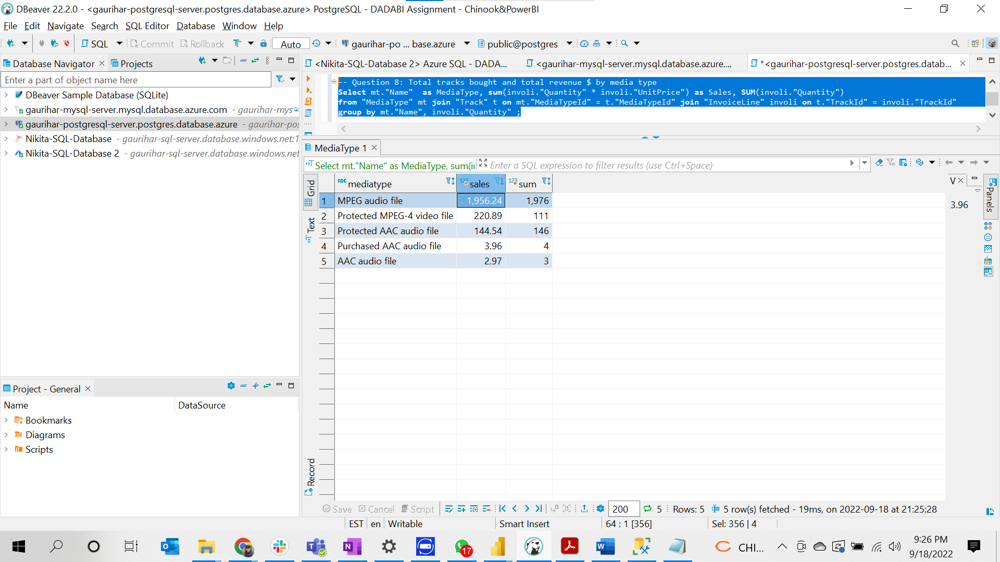 DBeaver 22.2.0 - <gaurihar-postgresql-server.postgres.database.azure> PostgreSQL - DADABI Assignment - Chinook&PowerBI
File Edit Navigate Search SQL Editor Database Window Help
SQL Commit Rollback Auto gaurihar-po ... base.azure public@postgres
Database Navigator Projects
Enter a part of object name here
DBeaver Sample Database (SQLite)
gaurihar-mysql-server.mysql.database.azure.com - gaurihar-mys
gaurihar-postgresql-server.postgres.database.azure - gaurihar-pos
Nikita-SQL-Database - gaurihar-sql-server.database.windows.net:1
Nikita-SQL-Database 2 - gaurihar-sql-server.database.windows.net
Project - General
Name DataSource
Bookmarks
Diagrams
Scripts
<Nikita-SQL-Database 2> Azure SQL - DADA... <gaurihar-mysql-server.mysql.database.azure.... *<gaurihar-postgresql-server.postgres.datab...
-- Question 8: Total tracks bought and total revenue $ by media type
Select mt."Name"  as MediaType, sum(involi."Quantity" * involi."UnitPrice") as Sales, SUM(involi."Quantity")
from "MediaType" mt join "Track" t on mt."MediaTypeId" = t."MediaTypeId" join "InvoiceLine" involi on t."TrackId" = involi."TrackId"
group by mt."Name", involi."Quantity" ;
MediaType 1
Select mt."Name" as MediaType, sum(i Enter a SQL expression to filter results (use Ctrl+Space)
Grid
Text
Record
ABC mediatype 123 sales 123 sum
1 MPEG audio file 1,956.24 1,976
2 Protected MPEG-4 video file 220.89 111
3 Protected AAC audio file 144.54 146
4 Purchased AAC audio file 3.96 4
5 AAC audio file 2.97 3
V
3.96
Panels
Save Cancel Script 200 5 Rows: 5 5 row(s) fetched - 19ms, on 2022-09-18 at 21:25:28
EST en Writable Smart Insert 64 : 1 [356] Sel: 356 | 4
17 CHI... 9:26 PM
9/18/2022